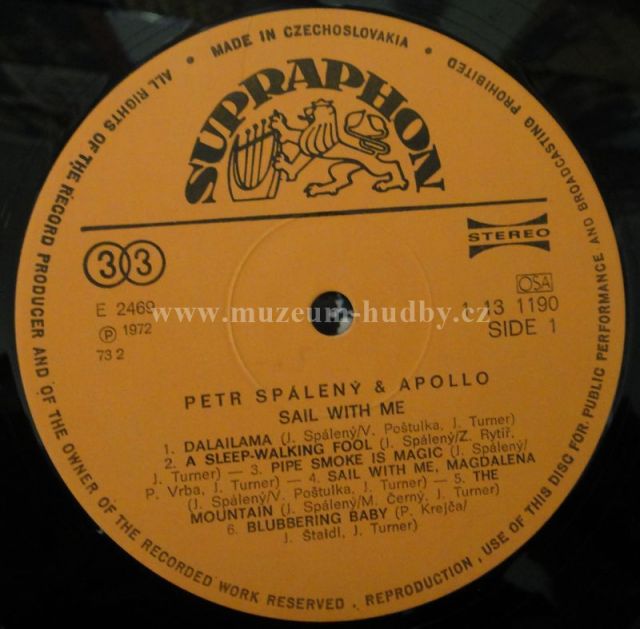 ALL RIGHTS OF THE RECORD PRODUCER AND OF THE OWNER OF THE RECORDED WORK RESERVED . REPRODUCTION , USE OF THIS DISC FOR PUBLIC PERFORMANCE AND BROADCASTING PROHIBITED
• MADE IN CZECHOSLOVAKIA •
SUPRAPHON
33
STEREO
E 2469
℗ 1972
73 2
OSA
1 13 1190
SIDE 1
www.muzeum-hudby.cz
PETR SPÁLENÝ & APOLLO
SAIL WITH ME
1. DALAILAMA (J. Spálený/V. Poštulka, J. Turner)
2. A SLEEP-WALKING FOOL (J. Spálený/Z. Rytíř,
J. Turner) — 3. PIPE SMOKE IS MAGIC (J. Spálený/
P. Vrba, J. Turner) — 4. SAIL WITH ME, MAGDALENA
(J. Spálený/V. Poštulka, J. Turner) — 5. THE
MOUNTAIN (J. Spálený/M. Černý, J. Turner)
6. BLUBBERING BABY (P. Krejča/
J. Štaidl, J. Turner)